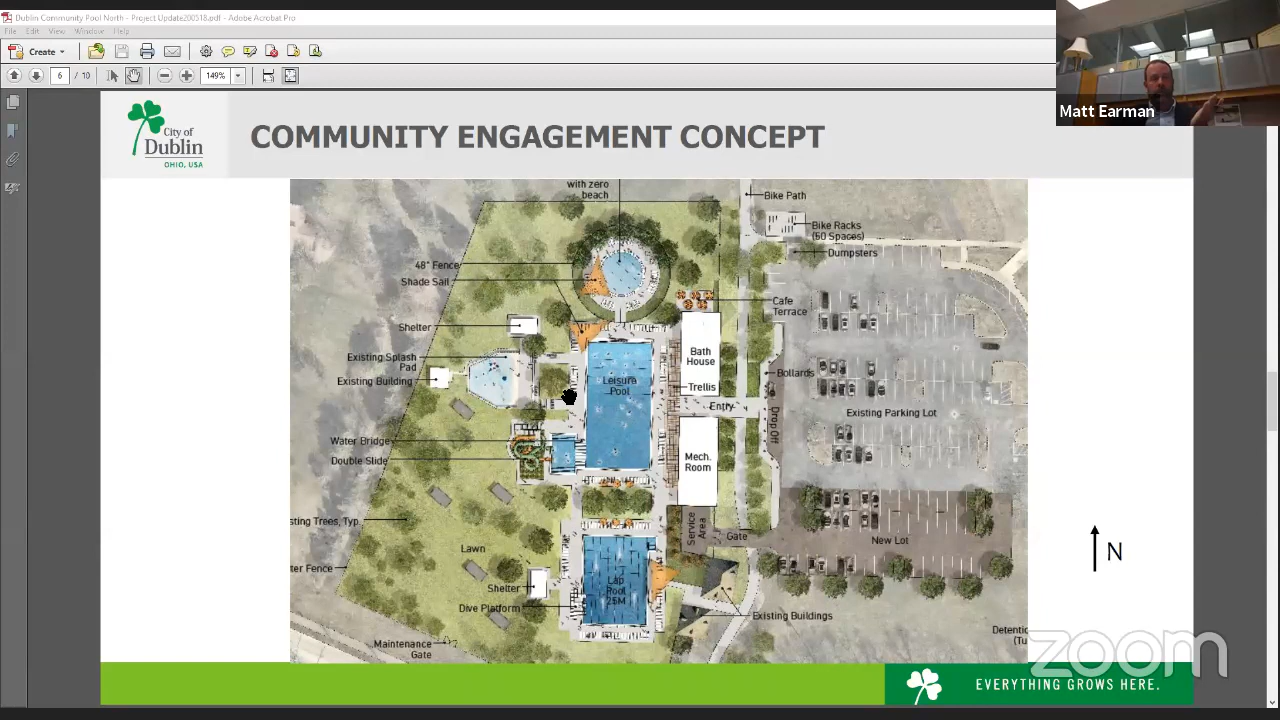 Dublin Community Pool North - Project Update200518.pdf - Adobe Acrobat Pro
File Edit View Window Help
Create
6 / 10
149%
Matt Earman
City of
Dublin
OHIO, USA
COMMUNITY ENGAGEMENT CONCEPT
with zero
beach
Bike Path
Bike Racks
(50 Spaces)
Dumpsters
48" Fence
Shade Sail
Cafe
Terrace
Shelter
Existing Splash
Pad
Existing Building
Leisure
Pool
Bath
House
Trellis
Bollards
Entry
Drop Off
Existing Parking Lot
Water Bridge
Double Slide
Mech.
Room
sting Trees, Typ.
Service
Area
Gate
New Lot
N
Lawn
ter Fence
Shelter
Lap
Pool
25M
Dive Platform
Existing Buildings
Maintenance
Gate
Detentic
(Tu
zoom
EVERYTHING GROWS HERE.